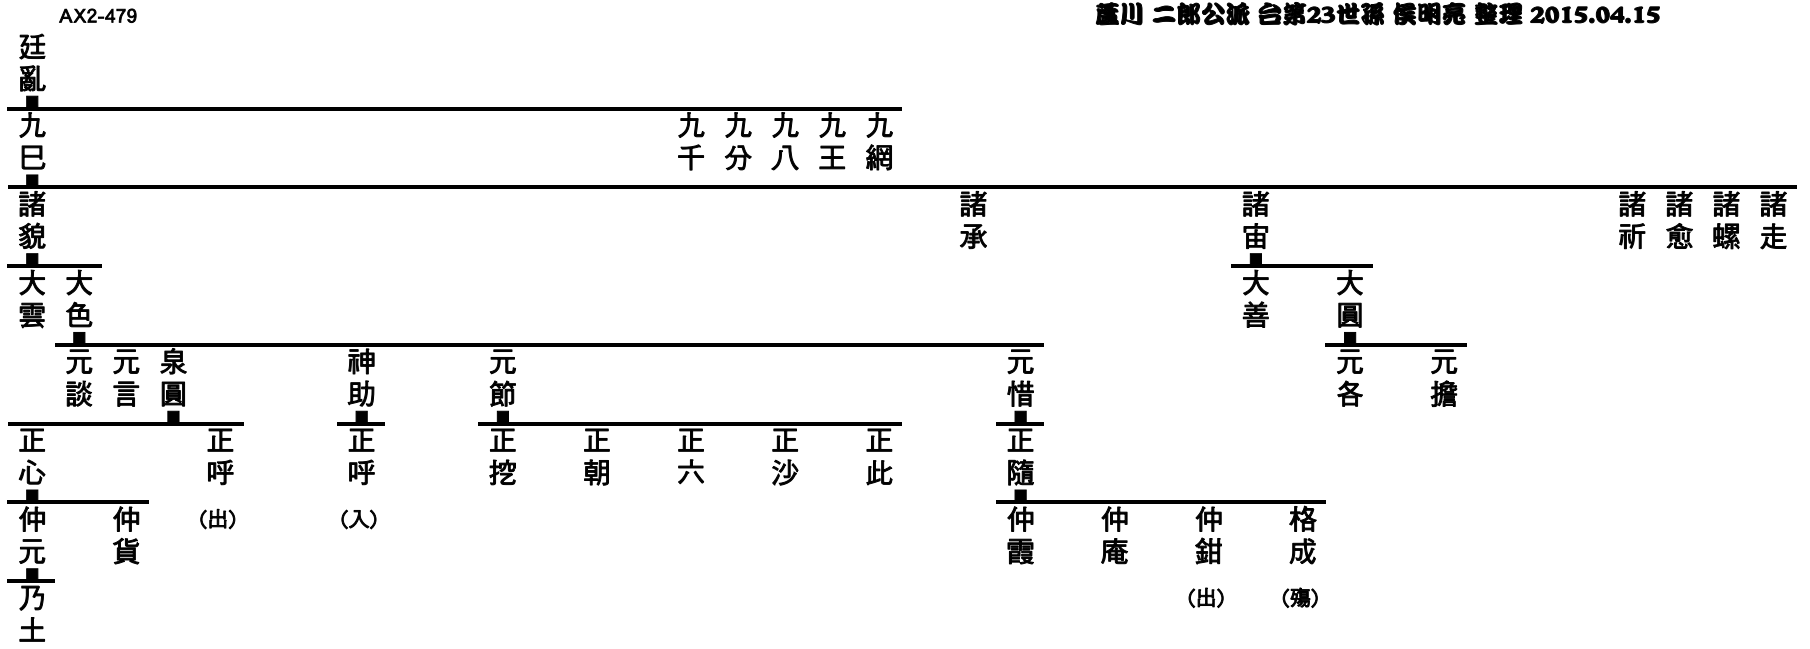 AX2-479
蘆川 二郎公派 台第23世孫 侯明亮 整理 2015.04.15
廷亂
九巳 九千 九分 九八 九王 九網
諸貌 諸承 諸宙 諸祈 諸愈 諸螺 諸走
大雲 大色 大善 大圓
元談 元言 泉圓 神助 元節 元惜 元各 元擔
正心 正呼 正呼 正挖 正朝 正六 正沙 正此 正隨
（出） （入）
仲元 仲貨 仲霞 仲庵 仲鉗 格成
（出） （殤）
乃土